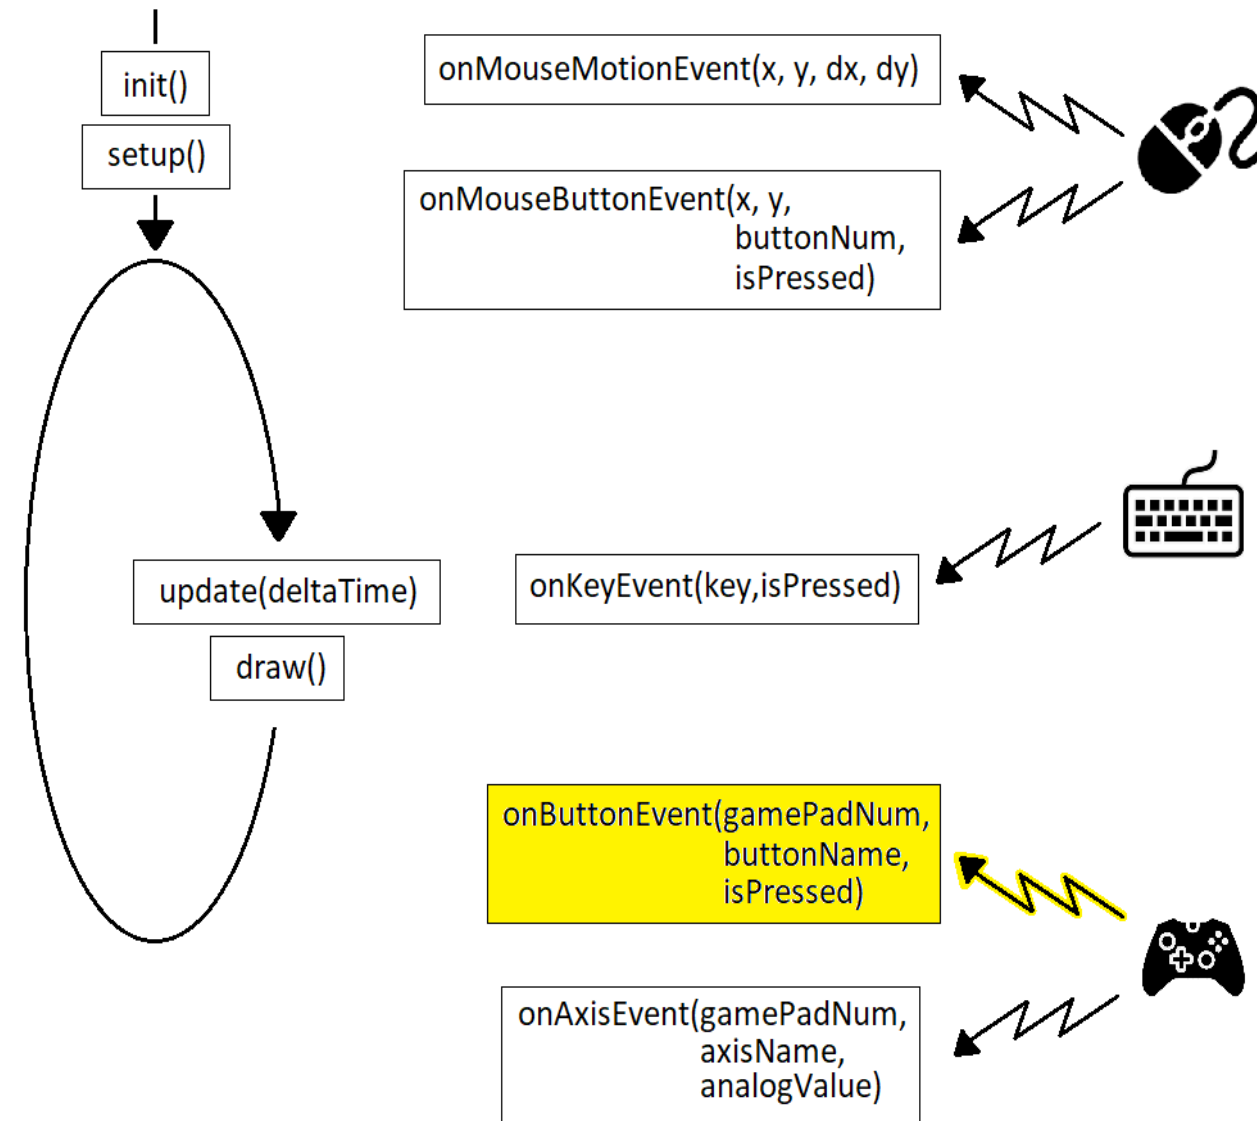 init()
setup()
update(deltaTime)
draw()
onMouseMotionEvent(x, y, dx, dy)
onMouseButtonEvent(x, y,
buttonNum,
isPressed)
onKeyEvent(key,isPressed)
onButtonEvent(gamePadNum,
buttonName,
isPressed)
onAxisEvent(gamePadNum,
axisName,
analogValue)